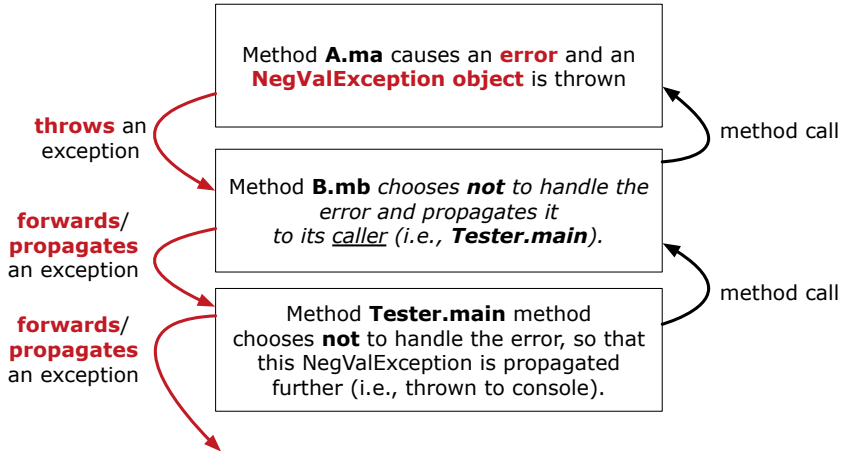 Method A.ma causes an error and an
NegValException object is thrown
throws an
exception
method call
Method B.mb chooses not to handle the
error and propagates it
to its caller (i.e., Tester.main).
forwards/
propagates
an exception
method call
Method Tester.main method
chooses not to handle the error, so that
this NegValException is propagated
further (i.e., thrown to console).
forwards/
propagates
an exception